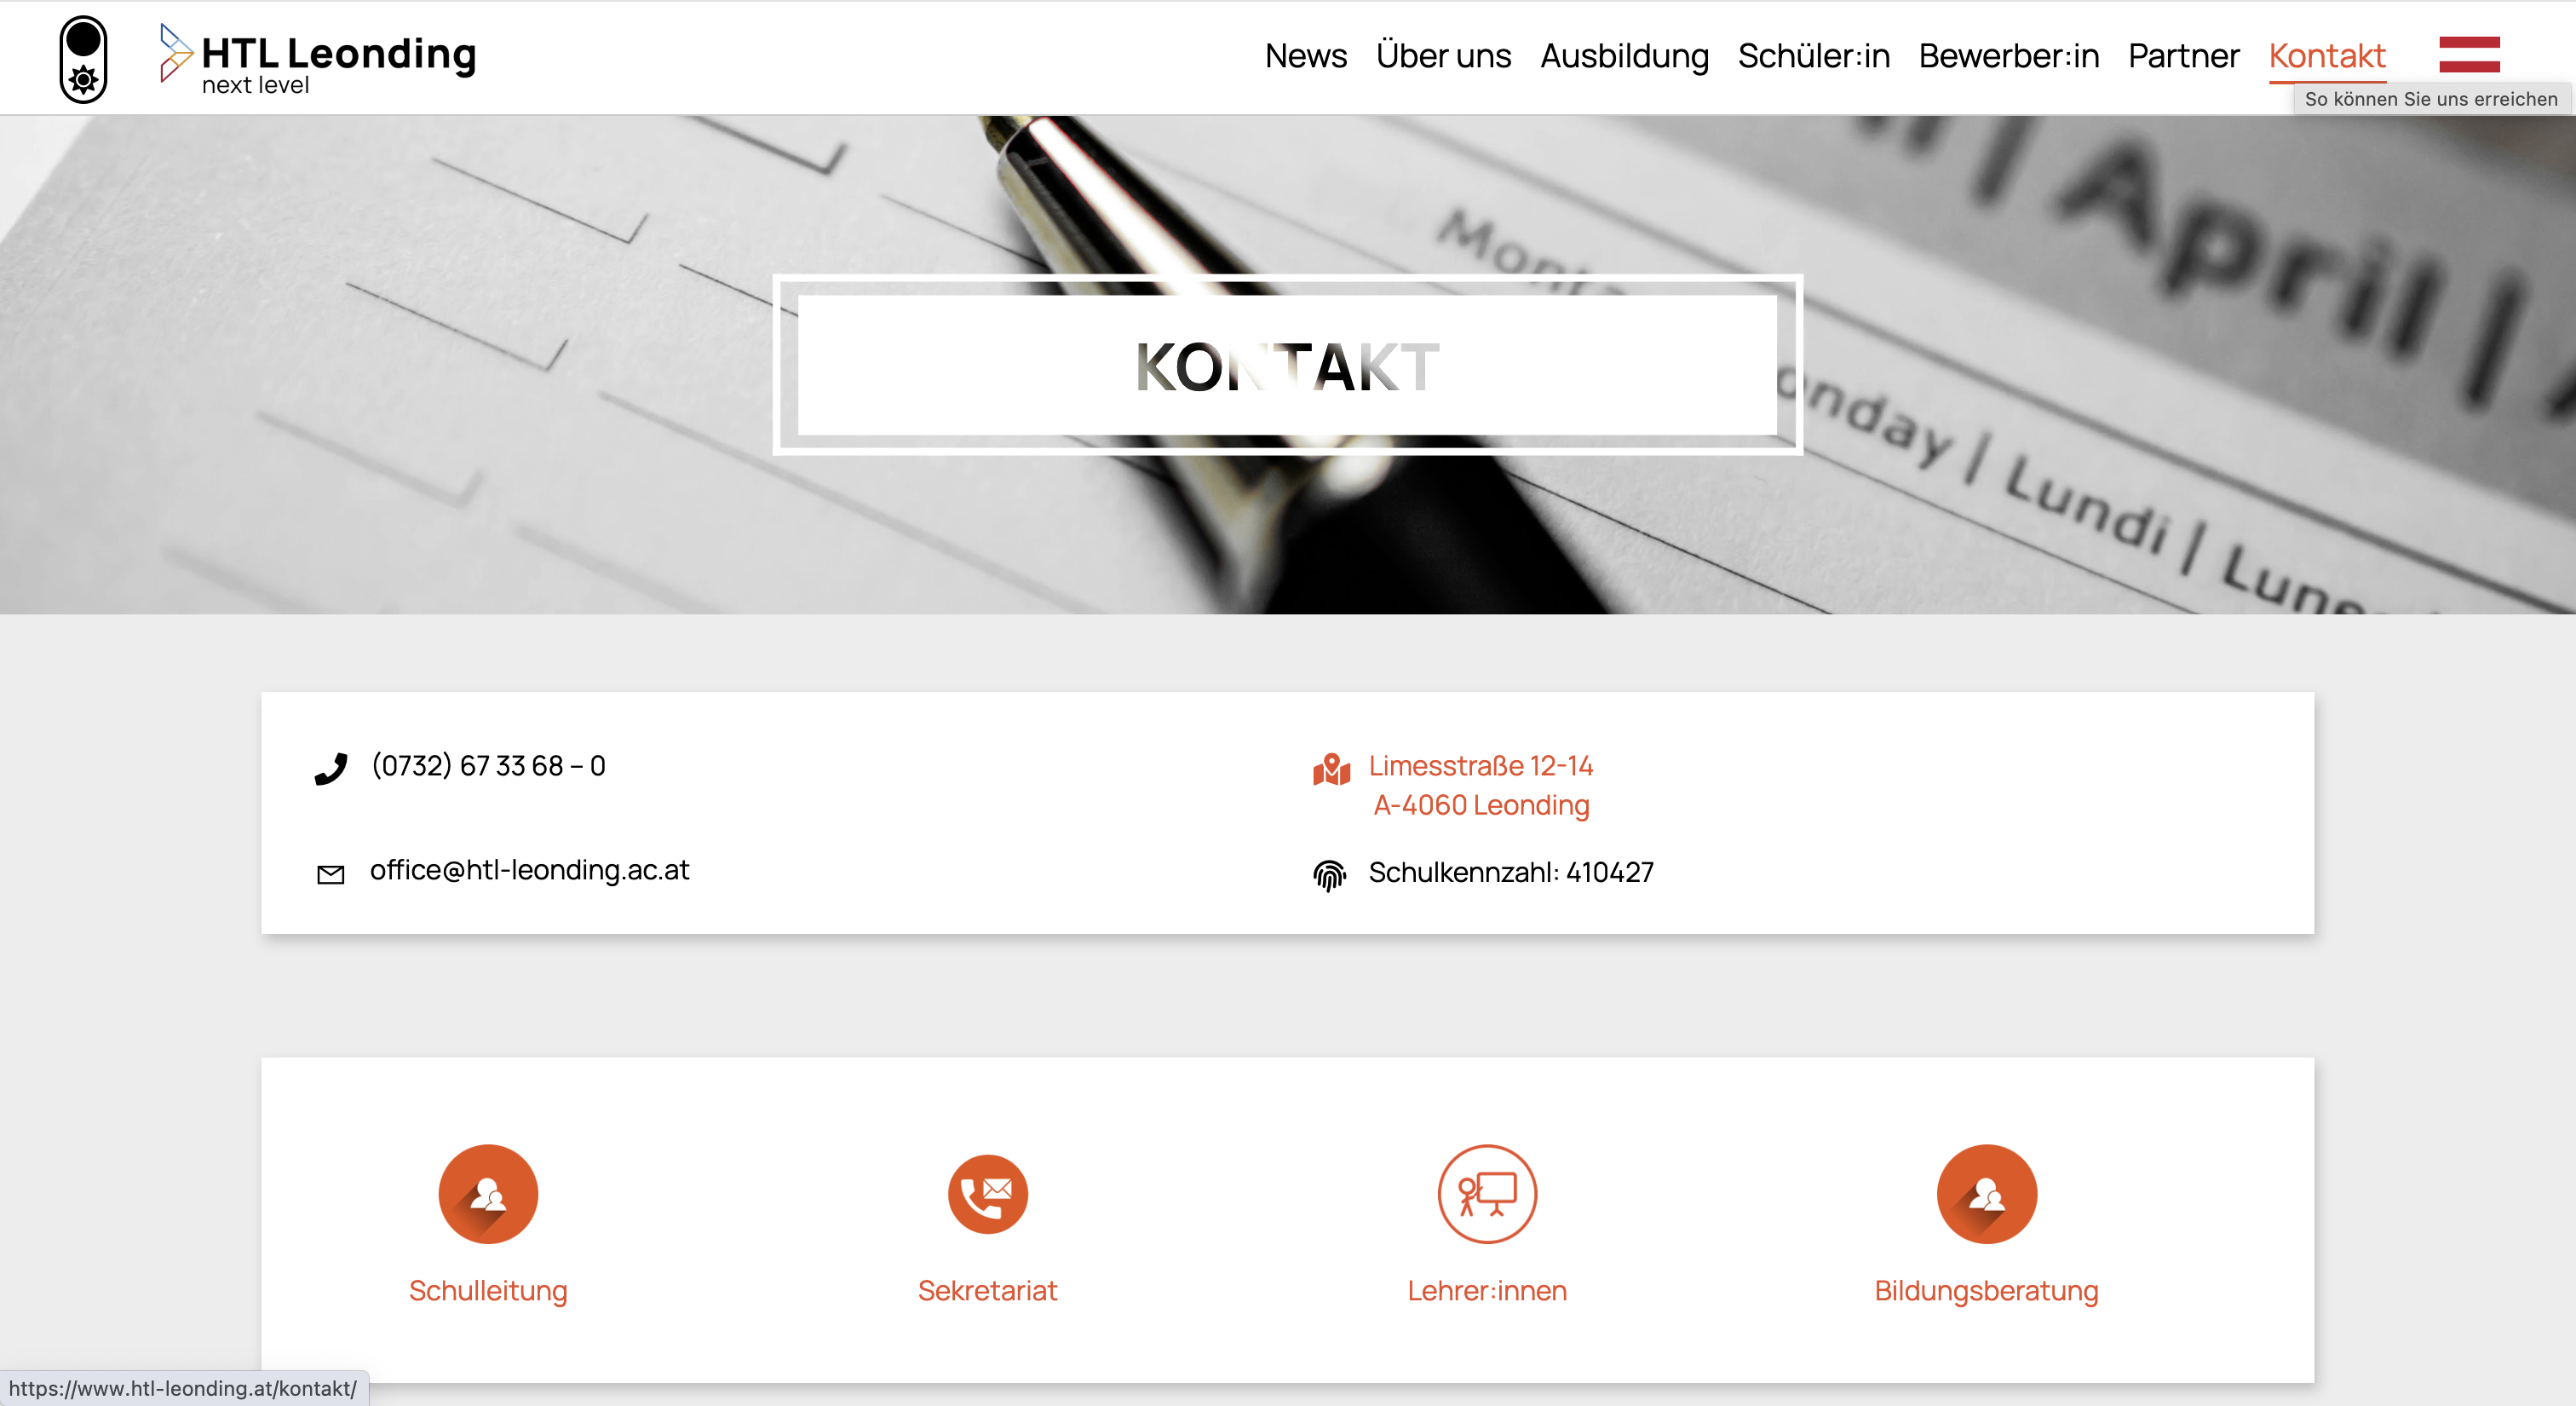 HTL Leonding
next level
News Über uns Ausbildung Schüler:in Bewerber:in Partner Kontakt
So können Sie uns erreichen
April |
Monta
KONTAKT
onday | Lundi | Lunes
(0732) 67 33 68 – 0
Limesstraße 12-14
A-4060 Leonding
office@htl-leonding.ac.at
Schulkennzahl: 410427
Schulleitung
Sekretariat
Lehrer:innen
Bildungsberatung
https://www.htl-leonding.at/kontakt/